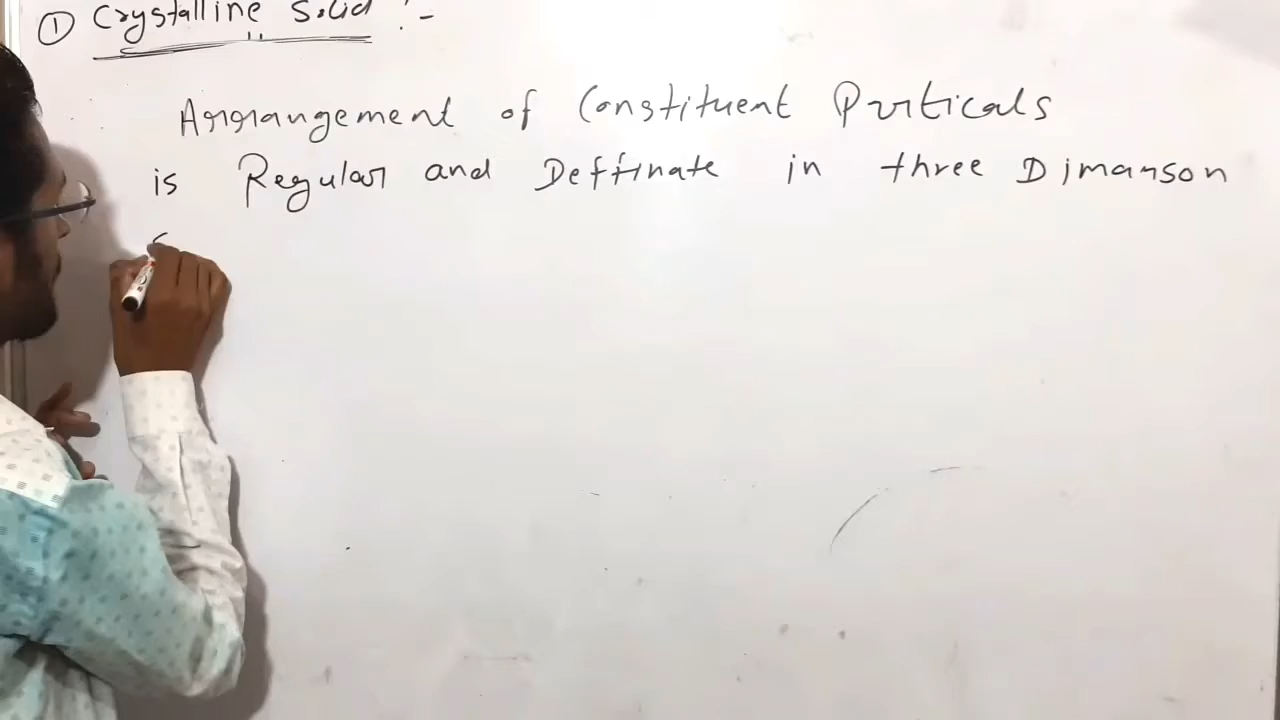 ① Crystalline Solid :-
Arrangement of Constituent Particals
is Regular and Deffinate in three Dimanson